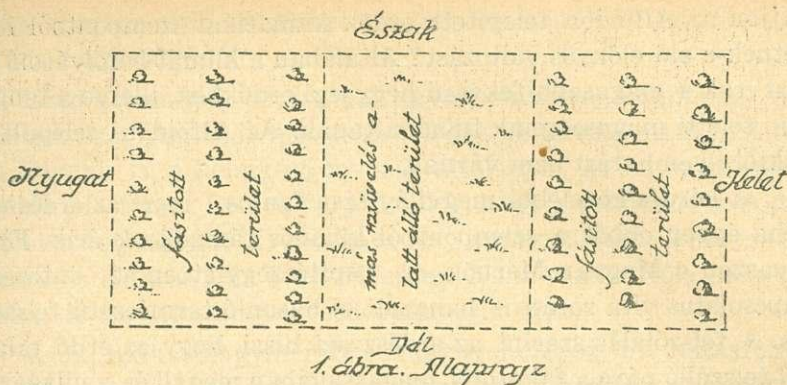 Észak
Nyugat
fásított
terület
más művelés a
latt álló terület
fásított
terület.
Kelet
Dél
1. ábra. Alaprajz